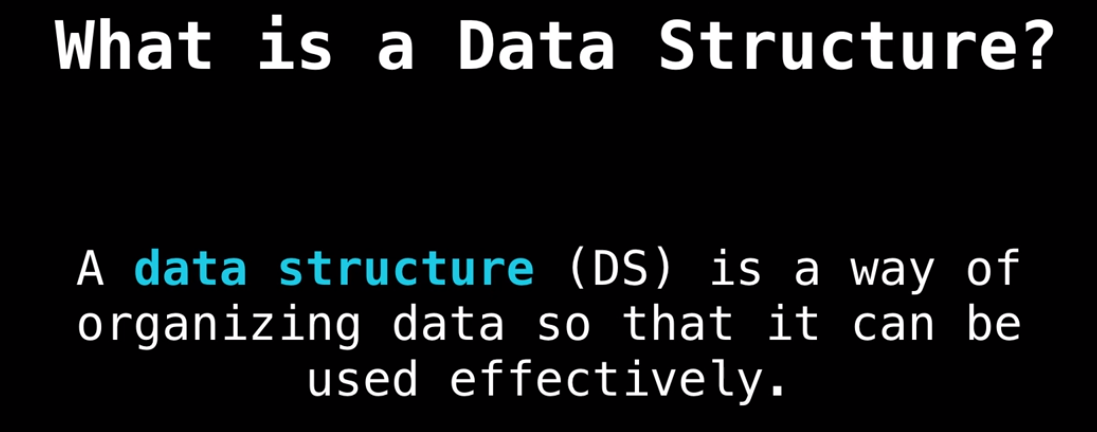 What is a Data Structure?
A data structure (DS) is a way of
organizing data so that it can be
used effectively.